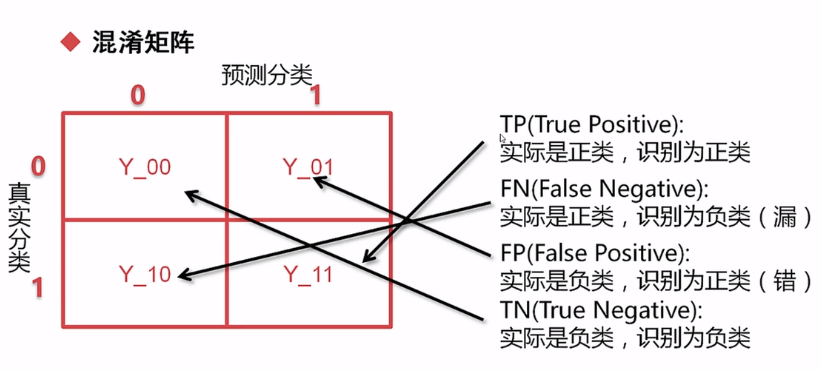 混淆矩阵
预测分类
0 1
真实分类
0
Y_00 Y_01
1
Y_10 Y_11
TP(True Positive):
实际是正类，识别为正类
FN(False Negative):
实际是正类，识别为负类（漏）
FP(False Positive):
实际是负类，识别为正类（错）
TN(True Negative):
实际是负类，识别为负类